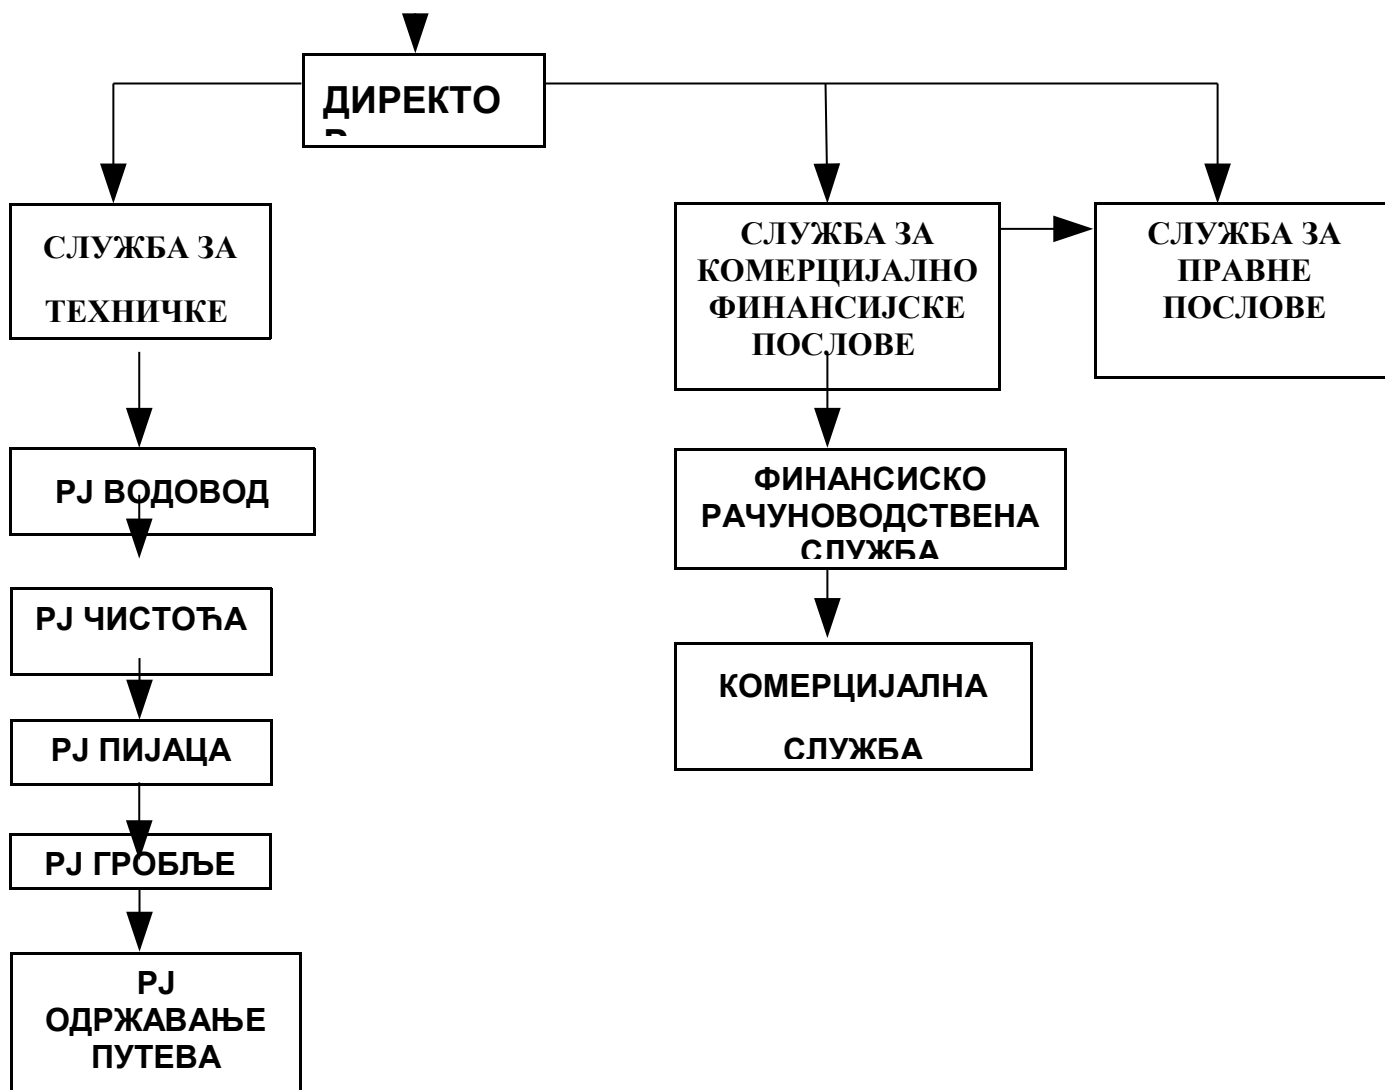 ДИРЕКТО
Р
СЛУЖБА ЗА
ТЕХНИЧКЕ
СЛУЖБА ЗА
КОМЕРЦИЈАЛНО
ФИНАНСИЈСКЕ
ПОСЛОВЕ
СЛУЖБА ЗА
ПРАВНЕ
ПОСЛОВЕ
РЈ ВОДОВОД
ФИНАНСИСКО
РАЧУНОВОДСТВЕНА
СЛУЖБА
РЈ ЧИСТОЋА
КОМЕРЦИЈАЛНА
СЛУЖБА
РЈ ПИЈАЦА
РЈ ГРОБЉЕ
РЈ
ОДРЖАВАЊЕ
ПУТЕВА